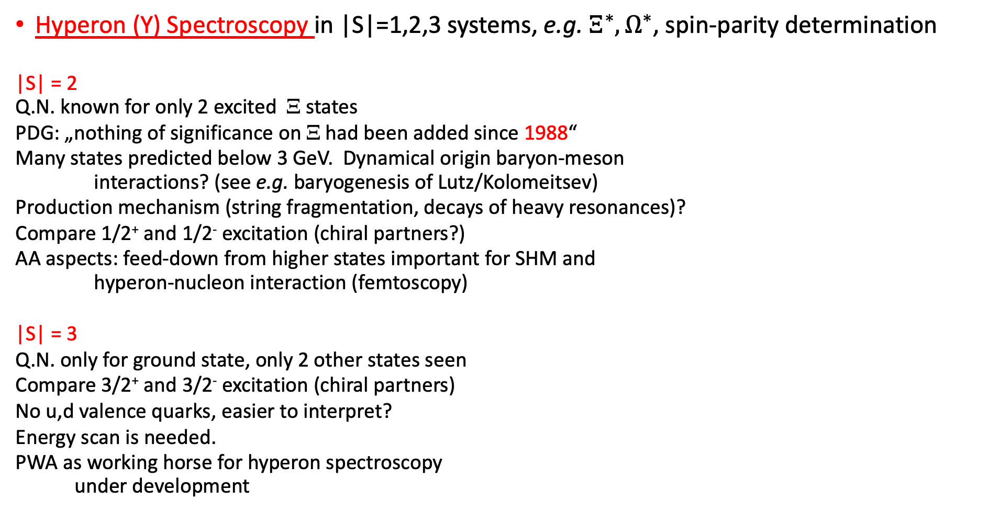 • Hyperon (Y) Spectroscopy in |S|=1,2,3 systems, e.g. Ξ*, Ω*, spin-parity determination
|S| = 2
Q.N. known for only 2 excited Ξ states
PDG: „nothing of significance on Ξ had been added since 1988“
Many states predicted below 3 GeV. Dynamical origin baryon-meson
interactions? (see e.g. baryogenesis of Lutz/Kolomeitsev)
Production mechanism (string fragmentation, decays of heavy resonances)?
Compare 1/2⁺ and 1/2⁻ excitation (chiral partners?)
AA aspects: feed-down from higher states important for SHM and
hyperon-nucleon interaction (femtoscopy)
|S| = 3
Q.N. only for ground state, only 2 other states seen
Compare 3/2⁺ and 3/2⁻ excitation (chiral partners)
No u,d valence quarks, easier to interpret?
Energy scan is needed.
PWA as working horse for hyperon spectroscopy
under development